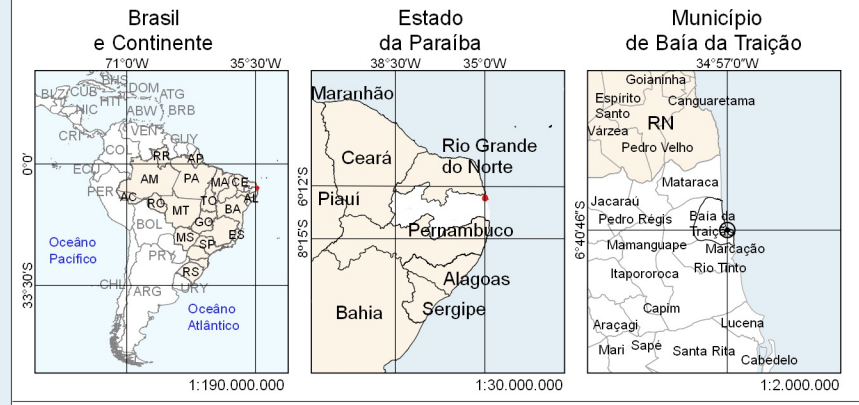 Brasil
e Continente
71°0'W
35°30'W
0°0'
33°30'S
BHS
BLZ
CUB
DOM
ATG
HTI
NIC
ABW
BRB
CRI
VEN
GUY
COL
RR
AP
ECU
AM
PA
MA
CE
PER
AC
RO
TO
AL
MT
BA
BOL
GO
MS
ES
SP
PRY
RS
CHL
ARG
URY
Oceâno
Pacífico
Oceâno
Atlântico
1:190.000.000
Estado
da Paraíba
38°30'W
35°0'W
6°12'S
8°15'S
Maranhão
Ceará
Rio Grande
do Norte
Piauí
Pernambuco
Alagoas
Bahia
Sergipe
1:30.000.000
Município
de Baía da Traição
34°57'0"W
6°40'46"S
Goianinha
Espírito
Santo
Canguaretama
Várzea
RN
Pedro Velho
Mataraca
Jacaraú
Pedro Régis
Baía da
Traição
Mamanguape
Marcação
Itapororoca
Rio Tinto
Capim
Araçagi
Lucena
Mari
Sapé
Santa Rita
Cabedelo
1:2.000.000